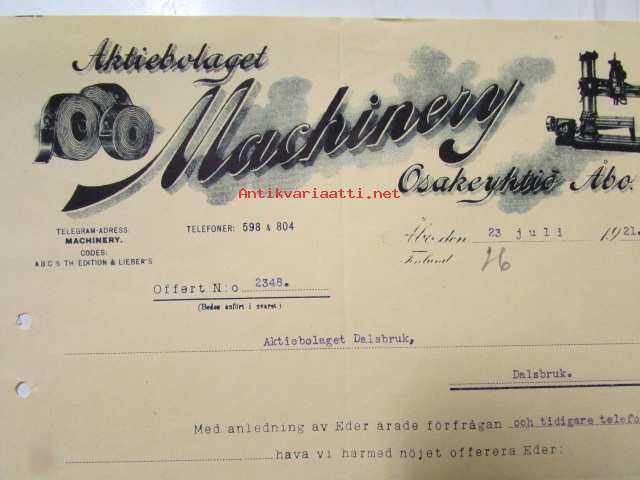 Aktiebolaget
Machinery
Osakeyhtiö Åbo.
Antikvariaatti.net
TELEGRAM-ADRESS:
MACHINERY.
CODES:
A B C 5 TH EDITION & LIEBER'S
TELEFONER: 598 & 804
Åbo den 23 juli 1921.
Finland
26
Offert N:o 2348.
(Bedes anfört i svaret)
Aktiebolaget Dalsbruk,
Dalsbruk.
Med anledning av Eder ärade förfrågan och tidigare telefo
hava vi härmed nöjet offerera Eder: